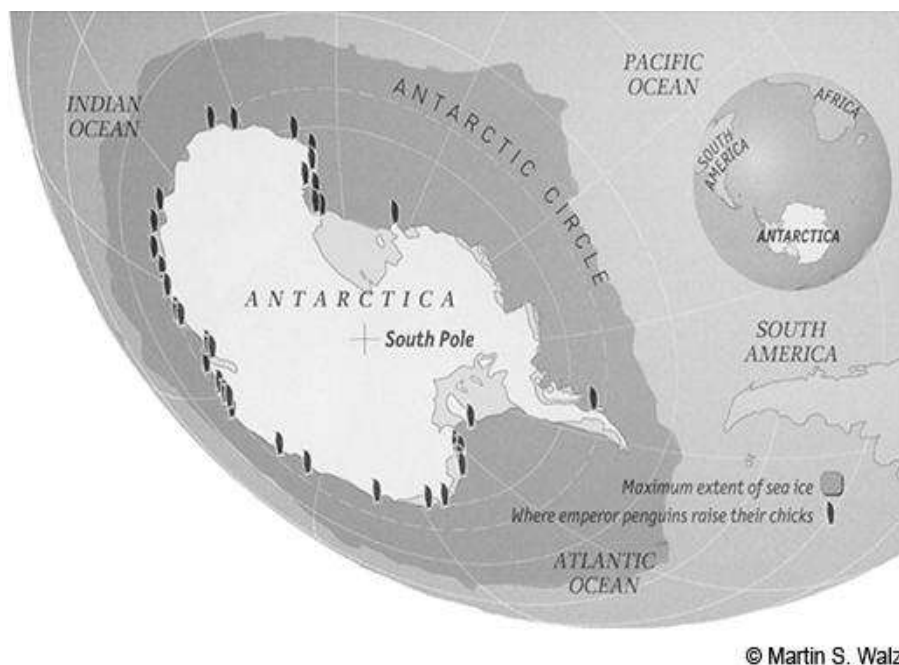 PACIFIC
OCEAN
INDIAN
OCEAN
ANTARCTIC CIRCLE
AFRICA
SOUTH
AMERICA
ANTARCTICA
ANTARCTICA
South Pole
SOUTH
AMERICA
Maximum extent of sea ice
Where emperor penguins raise their chicks
ATLANTIC
OCEAN
© Martin S. Walz